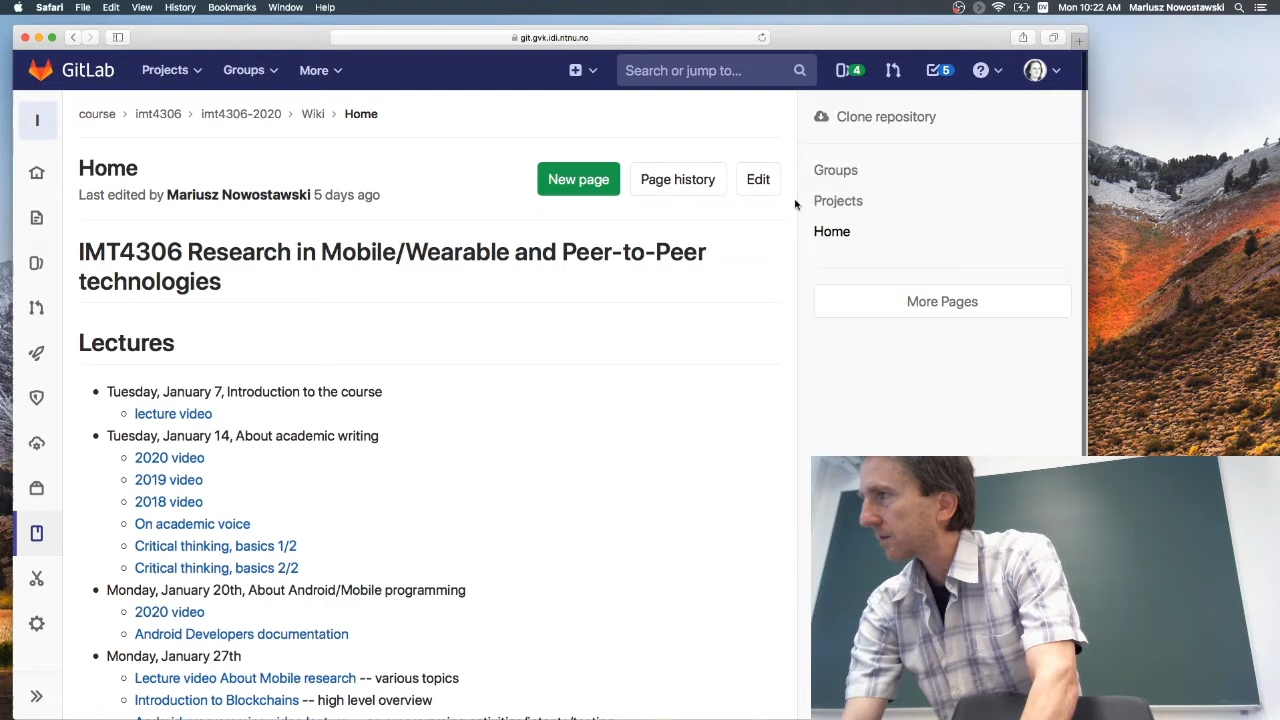 Safari File Edit View History Bookmarks Window Help
DV Mon 10:22 AM Mariusz Nowostawski
git.gvk.idi.ntnu.no
GitLab Projects Groups More Search or jump to... 4 5
I
course > imt4306 > imt4306-2020 > Wiki > Home
Clone repository
Home
New page Page history Edit
Last edited by Mariusz Nowostawski 5 days ago
Groups
Projects
Home
More Pages
IMT4306 Research in Mobile/Wearable and Peer-to-Peer
technologies
Lectures
• Tuesday, January 7, Introduction to the course
○ lecture video
• Tuesday, January 14, About academic writing
○ 2020 video
○ 2019 video
○ 2018 video
○ On academic voice
○ Critical thinking, basics 1/2
○ Critical thinking, basics 2/2
• Monday, January 20th, About Android/Mobile programming
○ 2020 video
○ Android Developers documentation
• Monday, January 27th
○ Lecture video About Mobile research -- various topics
○ Introduction to Blockchains -- high level overview